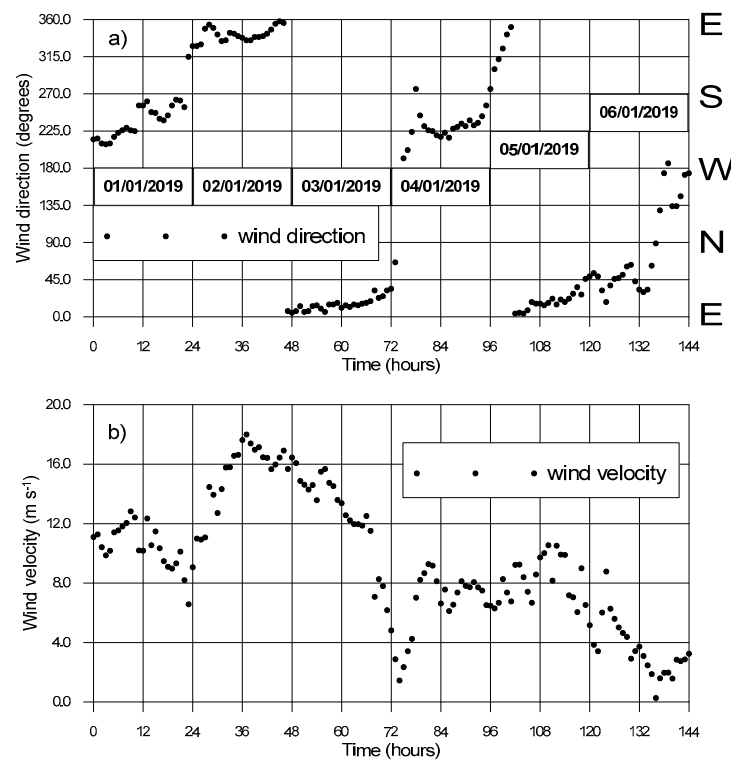 360.0
315.0
270.0
225.0
180.0
135.0
90.0
45.0
0.0
Wind direction (degrees)
a)
01/01/2019 02/01/2019 03/01/2019 04/01/2019 05/01/2019 06/01/2019
wind direction
E
S
W
N
E
0 12 24 36 48 60 72 84 96 108 120 132 144
Time (hours)
20.0
16.0
12.0
8.0
4.0
0.0
Wind velocity (m s-1)
b)
wind velocity
0 12 24 36 48 60 72 84 96 108 120 132 144
Time (hours)